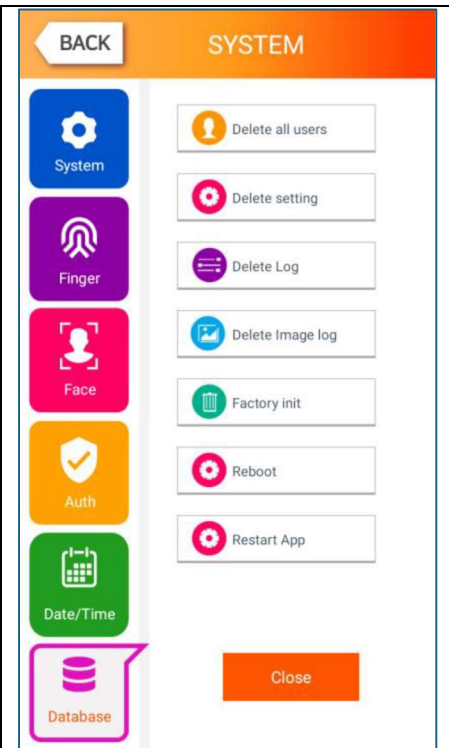 BACK
SYSTEM
System
Finger
Face
Auth
Date/Time
Database
Delete all users
Delete setting
Delete Log
Delete Image log
Factory init
Reboot
Restart App
Close